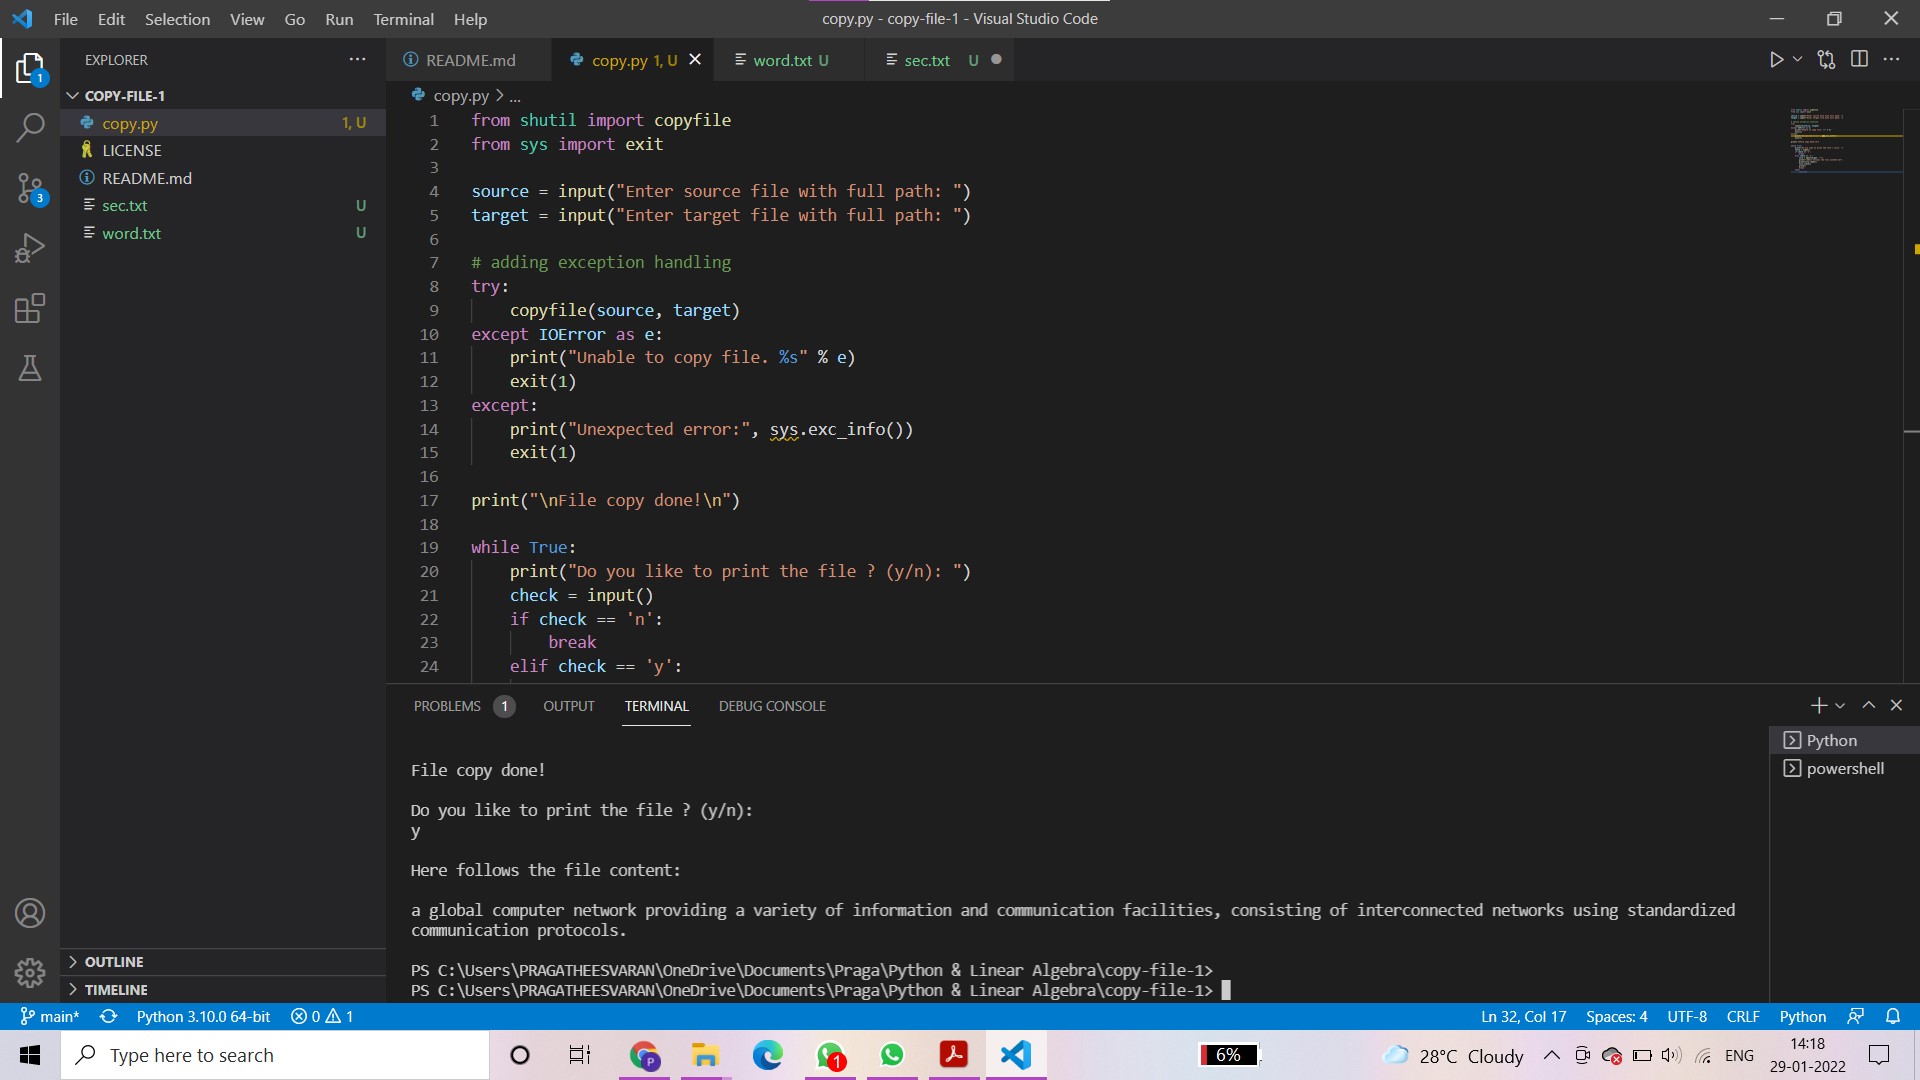 File Edit Selection View Go Run Terminal Help
copy.py - copy-file-1 - Visual Studio Code
EXPLORER
README.md
copy.py 1, U
word.txt U
sec.txt U
COPY-FILE-1
copy.py 1, U
LICENSE
README.md
sec.txt U
word.txt U
1
3
copy.py > ...
1 from shutil import copyfile
2 from sys import exit
3
4 source = input("Enter source file with full path: ")
5 target = input("Enter target file with full path: ")
6
7 # adding exception handling
8 try:
9     copyfile(source, target)
10 except IOError as e:
11     print("Unable to copy file. %s" % e)
12     exit(1)
13 except:
14     print("Unexpected error:", sys.exc_info())
15     exit(1)
16
17 print("\nFile copy done!\n")
18
19 while True:
20     print("Do you like to print the file ? (y/n): ")
21     check = input()
22     if check == 'n':
23         break
24     elif check == 'y':
PROBLEMS 1 OUTPUT TERMINAL DEBUG CONSOLE
Python
powershell
File copy done!
Do you like to print the file ? (y/n):
y
Here follows the file content:
a global computer network providing a variety of information and communication facilities, consisting of interconnected networks using standardized
communication protocols.
PS C:\Users\PRAGATHEESVARAN\OneDrive\Documents\Praga\Python & Linear Algebra\copy-file-1>
PS C:\Users\PRAGATHEESVARAN\OneDrive\Documents\Praga\Python & Linear Algebra\copy-file-1>
OUTLINE
TIMELINE
main* Python 3.10.0 64-bit 0 1
Ln 32, Col 17 Spaces: 4 UTF-8 CRLF Python
Type here to search
P
1
6%
28°C Cloudy
ENG
14:18
29-01-2022